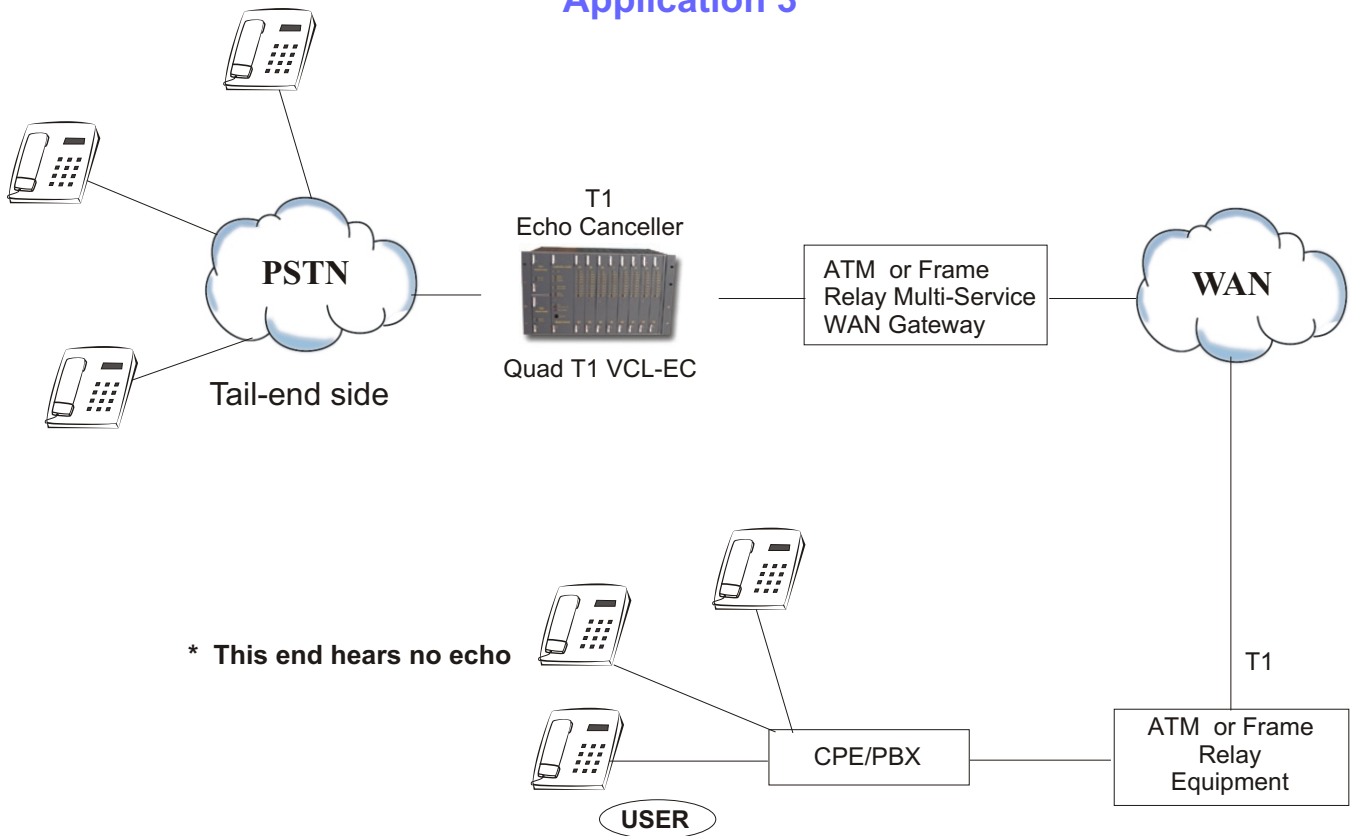 Application 3
T1
Echo Canceller
PSTN
ATM or Frame
Relay Multi-Service
WAN Gateway
WAN
Quad T1 VCL-EC
Tail-end side
* This end hears no echo
T1
CPE/PBX
ATM or Frame
Relay
Equipment
USER